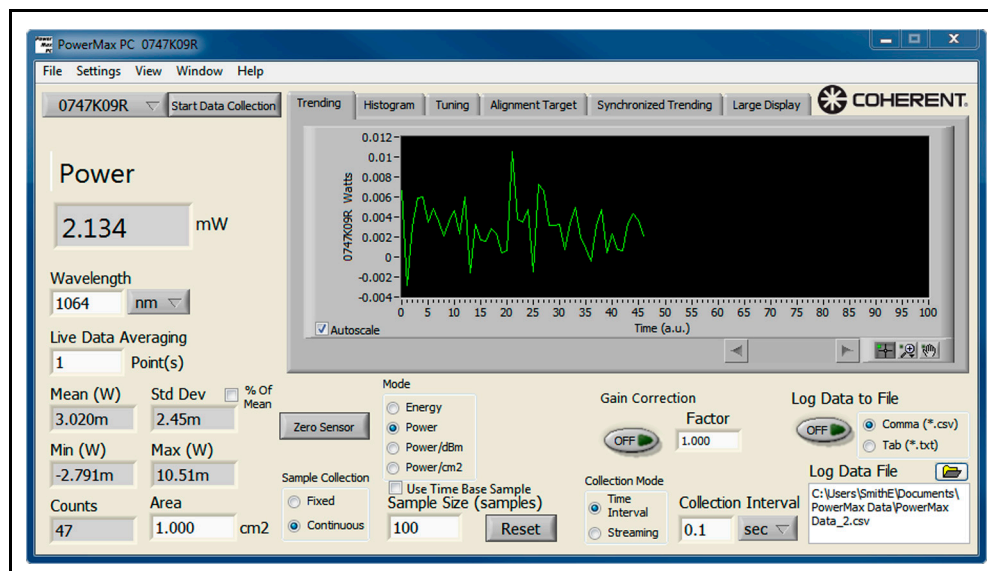 PowerMax PC 0747K09R
File Settings View Window Help
0747K09R Start Data Collection
Trending Histogram Tuning Alignment Target Synchronized Trending Large Display COHERENT.
Power
2.134 mW
Wavelength
1064 nm
Live Data Averaging
1 Point(s)
0747K09R Watts
0.012
0.01
0.008
0.006
0.004
0.002
0
-0.002
-0.004
0 5 10 15 20 25 30 35 40 45 50 55 60 65 70 75 80 85 90 95 100
Autoscale
Time (a.u.)
Mean (W) Std Dev % Of Mean
3.020m 2.45m
Min (W) Max (W)
-2.791m 10.51m
Counts Area
47 1.000 cm2
Zero Sensor
Sample Collection
Fixed
Continuous
Mode
Energy
Power
Power/dBm
Power/cm2
Use Time Base Sample
Sample Size (samples)
100 Reset
Gain Correction
Factor
OFF 1.000
Collection Mode
Time Interval
Streaming
Collection Interval
0.1 sec
Log Data to File
OFF
Comma (*.csv)
Tab (*.txt)
Log Data File
C:\Users\SmithE\Documents\
PowerMax Data\PowerMax
Data_2.csv